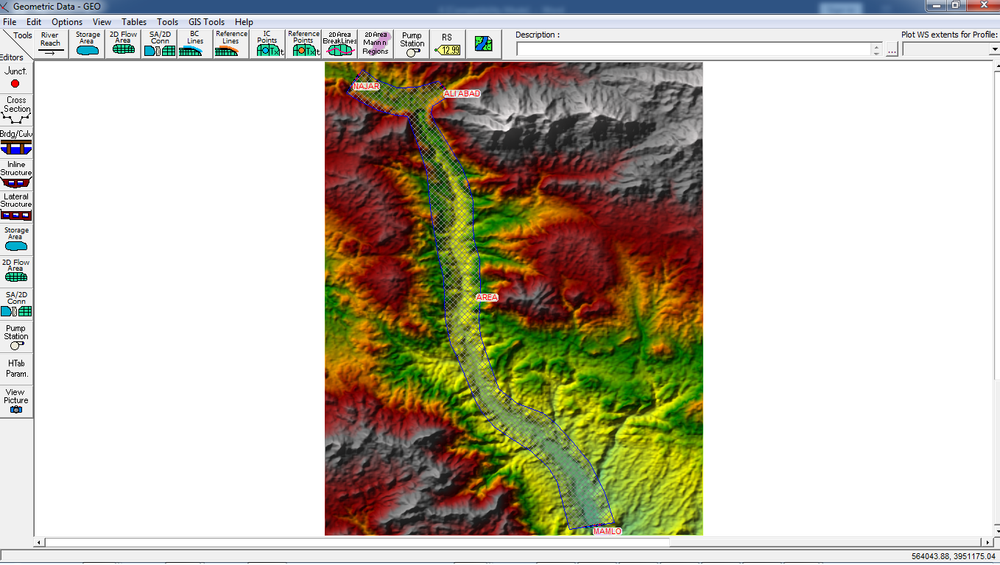 Geometric Data - GEO
File Edit Options View Tables Tools GIS Tools Help
Tools
Editors
River
Reach
Storage
Area
2D Flow
Area
SA/2D
Conn
BC
Lines
Reference
Lines
IC
Points
Reference
Points
2D Area
BreakLines
2D Area
Mann n
Regions
Pump
Station
RS
12.99
Description :
...
Plot WS extents for Profile:
Junct.
Cross
Section
Brdg/Culv
Inline
Structure
Lateral
Structure
Storage
Area
2D Flow
Area
SA/2D
Conn
Pump
Station
HTab
Param.
View
Picture
NAJAR
ALI ABAD
AREA
MAMLO
564043.88, 3951175.04